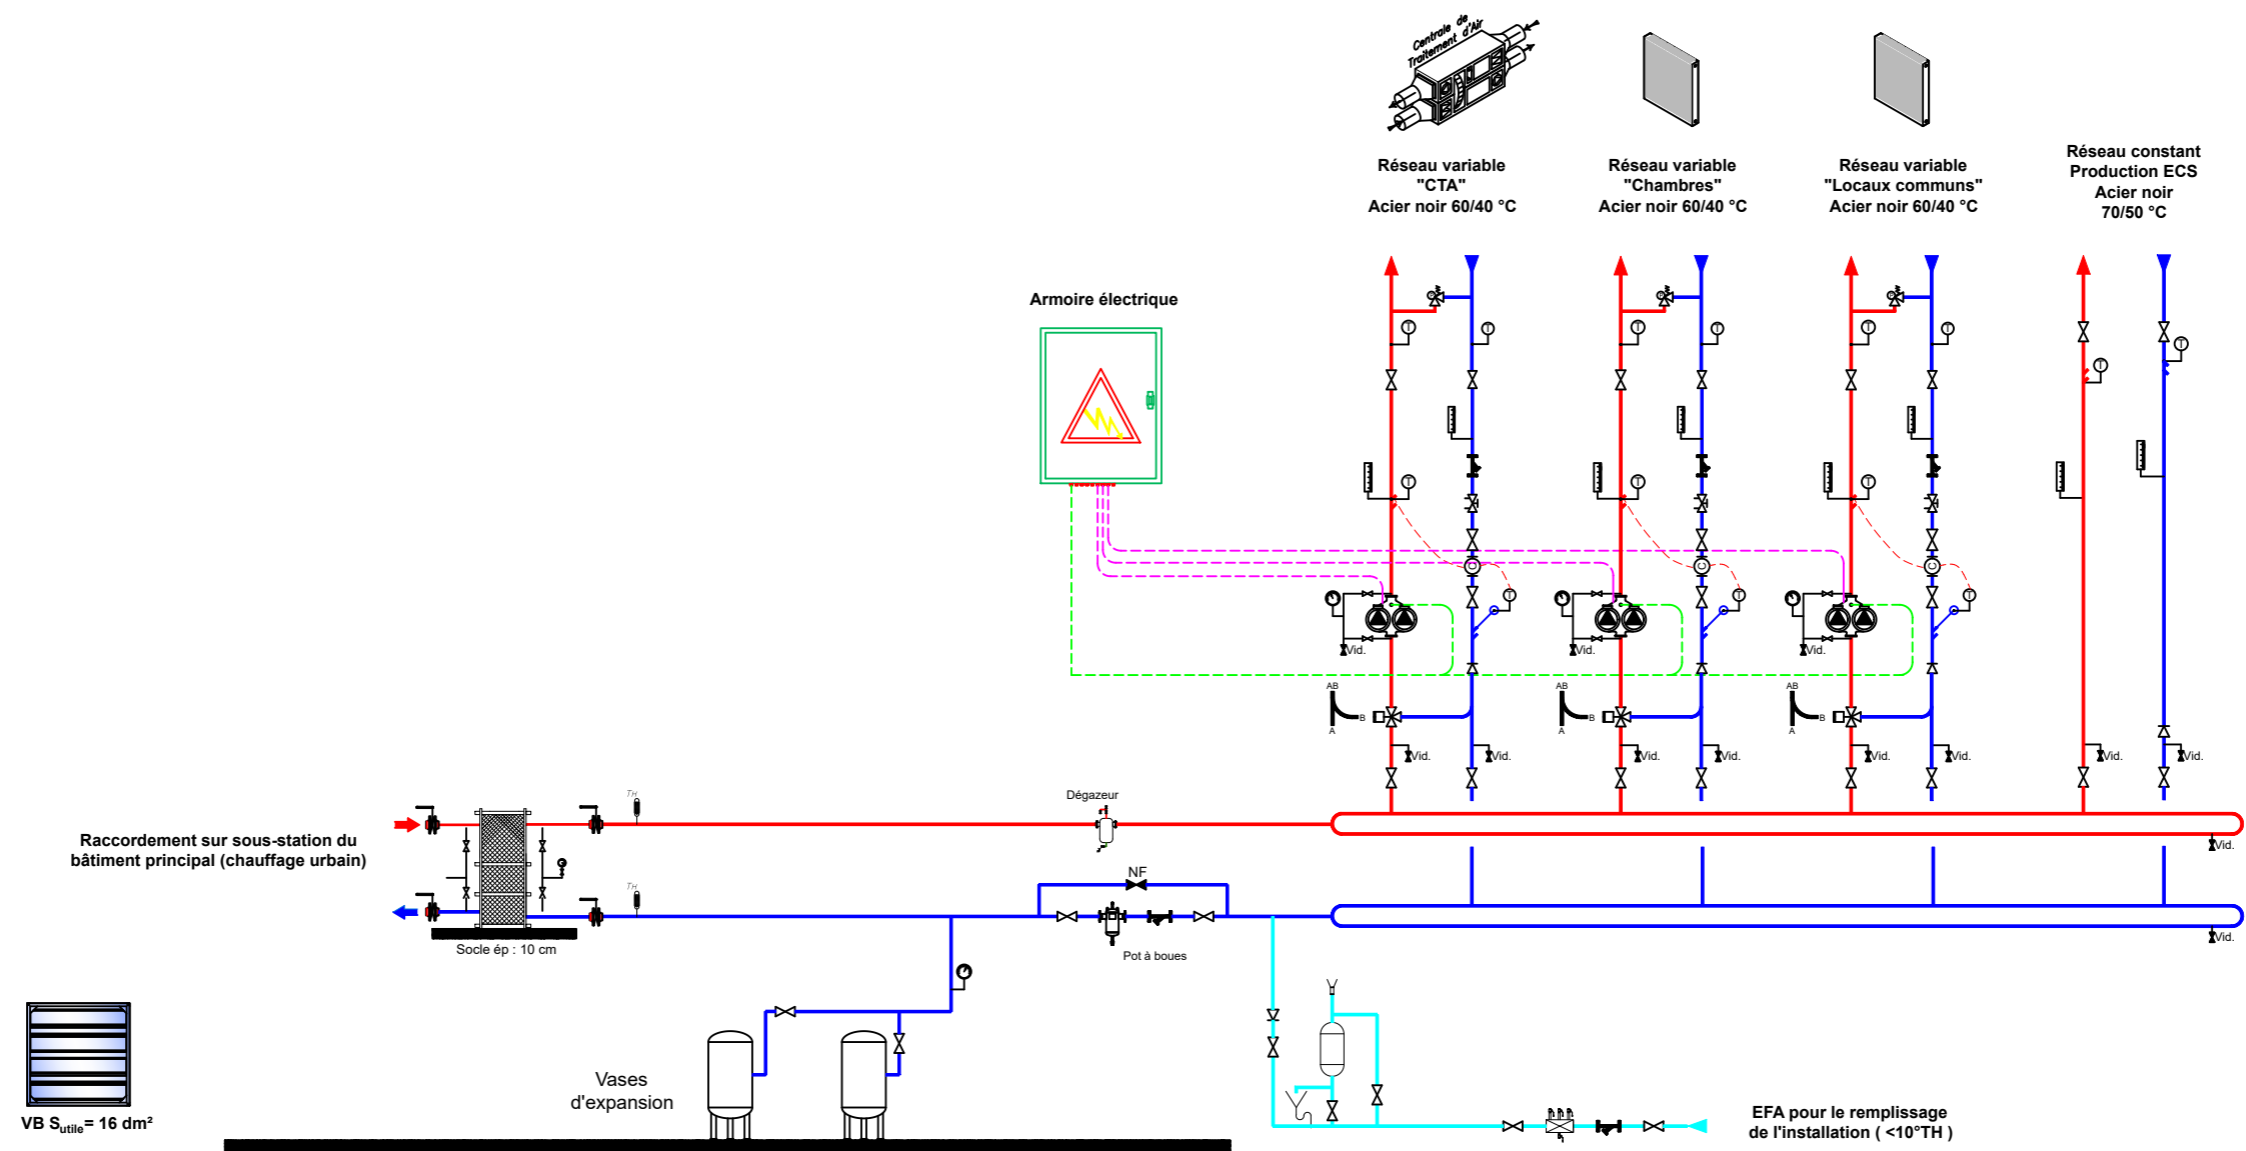 Centrale de
Traitement d'Air
Réseau variable
"CTA"
Acier noir 60/40 °C
Réseau variable
"Chambres"
Acier noir 60/40 °C
Réseau variable
"Locaux communs"
Acier noir 60/40 °C
Réseau constant
Production ECS
Acier noir
70/50 °C
Armoire électrique
T
T
T
T
T
T
T
T
T
T
T
C
C
C
T
T
T
Vid.
Vid.
Vid.
AB
B
A
AB
B
A
AB
B
A
Vid.
Vid.
Vid.
Vid.
Vid.
Vid.
Vid.
Vid.
TH
Dégazeur
Raccordement sur sous-station du
bâtiment principal (chauffage urbain)
Vid.
TH
NF
Socle ép : 10 cm
Pot à boues
Vid.
Vases
d'expansion
VB Sutile= 16 dm²
EFA pour le remplissage
de l'installation ( <10°TH )